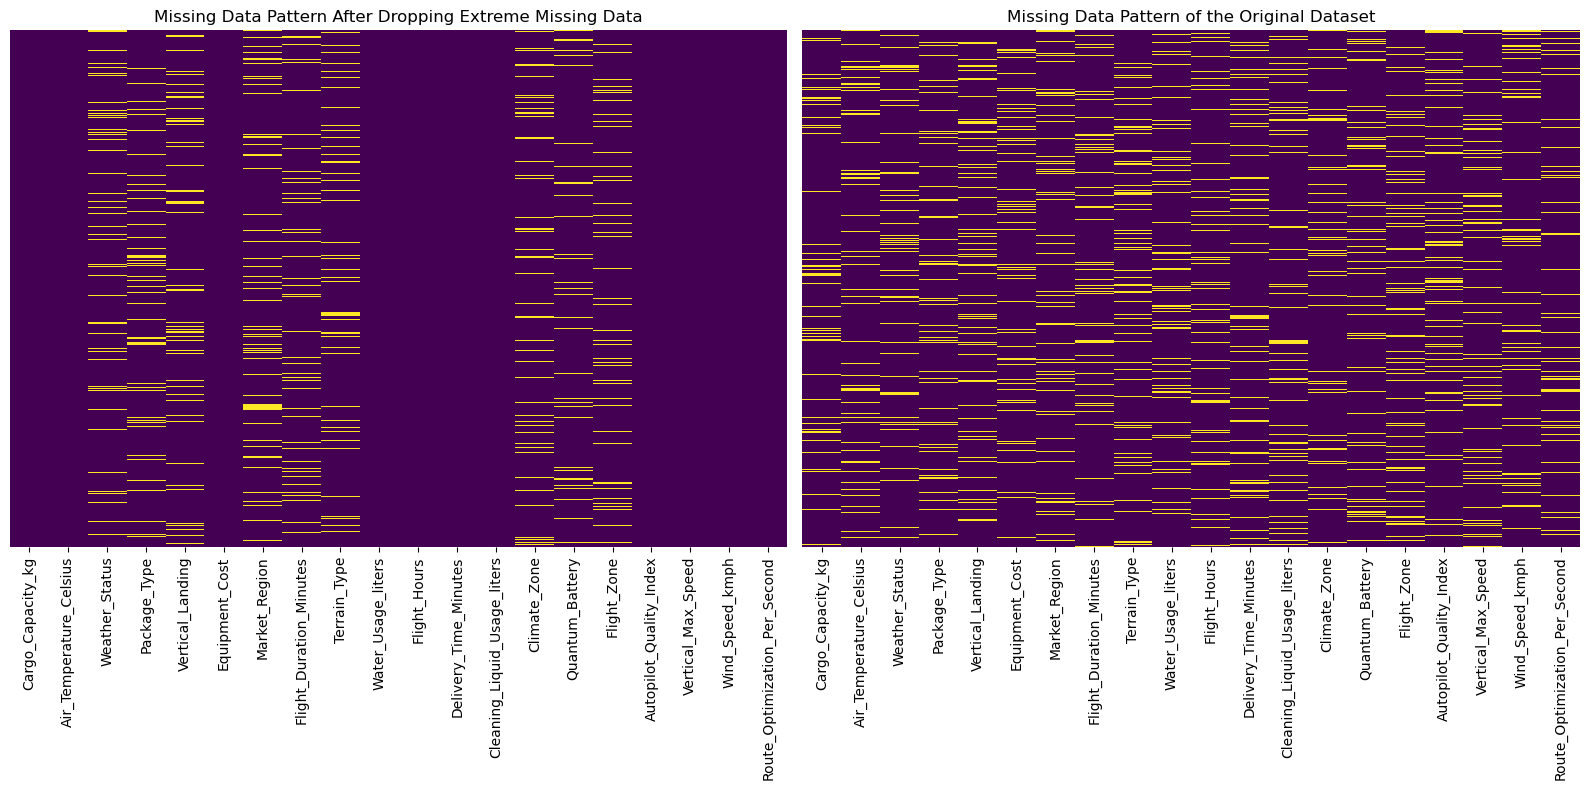 Missing Data Pattern After Dropping Extreme Missing Data
Cargo_Capacity_kg
Air_Temperature_Celsius
Weather_Status
Package_Type
Vertical_Landing
Equipment_Cost
Market_Region
Flight_Duration_Minutes
Terrain_Type
Water_Usage_liters
Flight_Hours
Delivery_Time_Minutes
Cleaning_Liquid_Usage_liters
Climate_Zone
Quantum_Battery
Flight_Zone
Autopilot_Quality_Index
Vertical_Max_Speed
Wind_Speed_kmph
Route_Optimization_Per_Second
Missing Data Pattern of the Original Dataset
Cargo_Capacity_kg
Air_Temperature_Celsius
Weather_Status
Package_Type
Vertical_Landing
Equipment_Cost
Market_Region
Flight_Duration_Minutes
Terrain_Type
Water_Usage_liters
Flight_Hours
Delivery_Time_Minutes
Cleaning_Liquid_Usage_liters
Climate_Zone
Quantum_Battery
Flight_Zone
Autopilot_Quality_Index
Vertical_Max_Speed
Wind_Speed_kmph
Route_Optimization_Per_Second